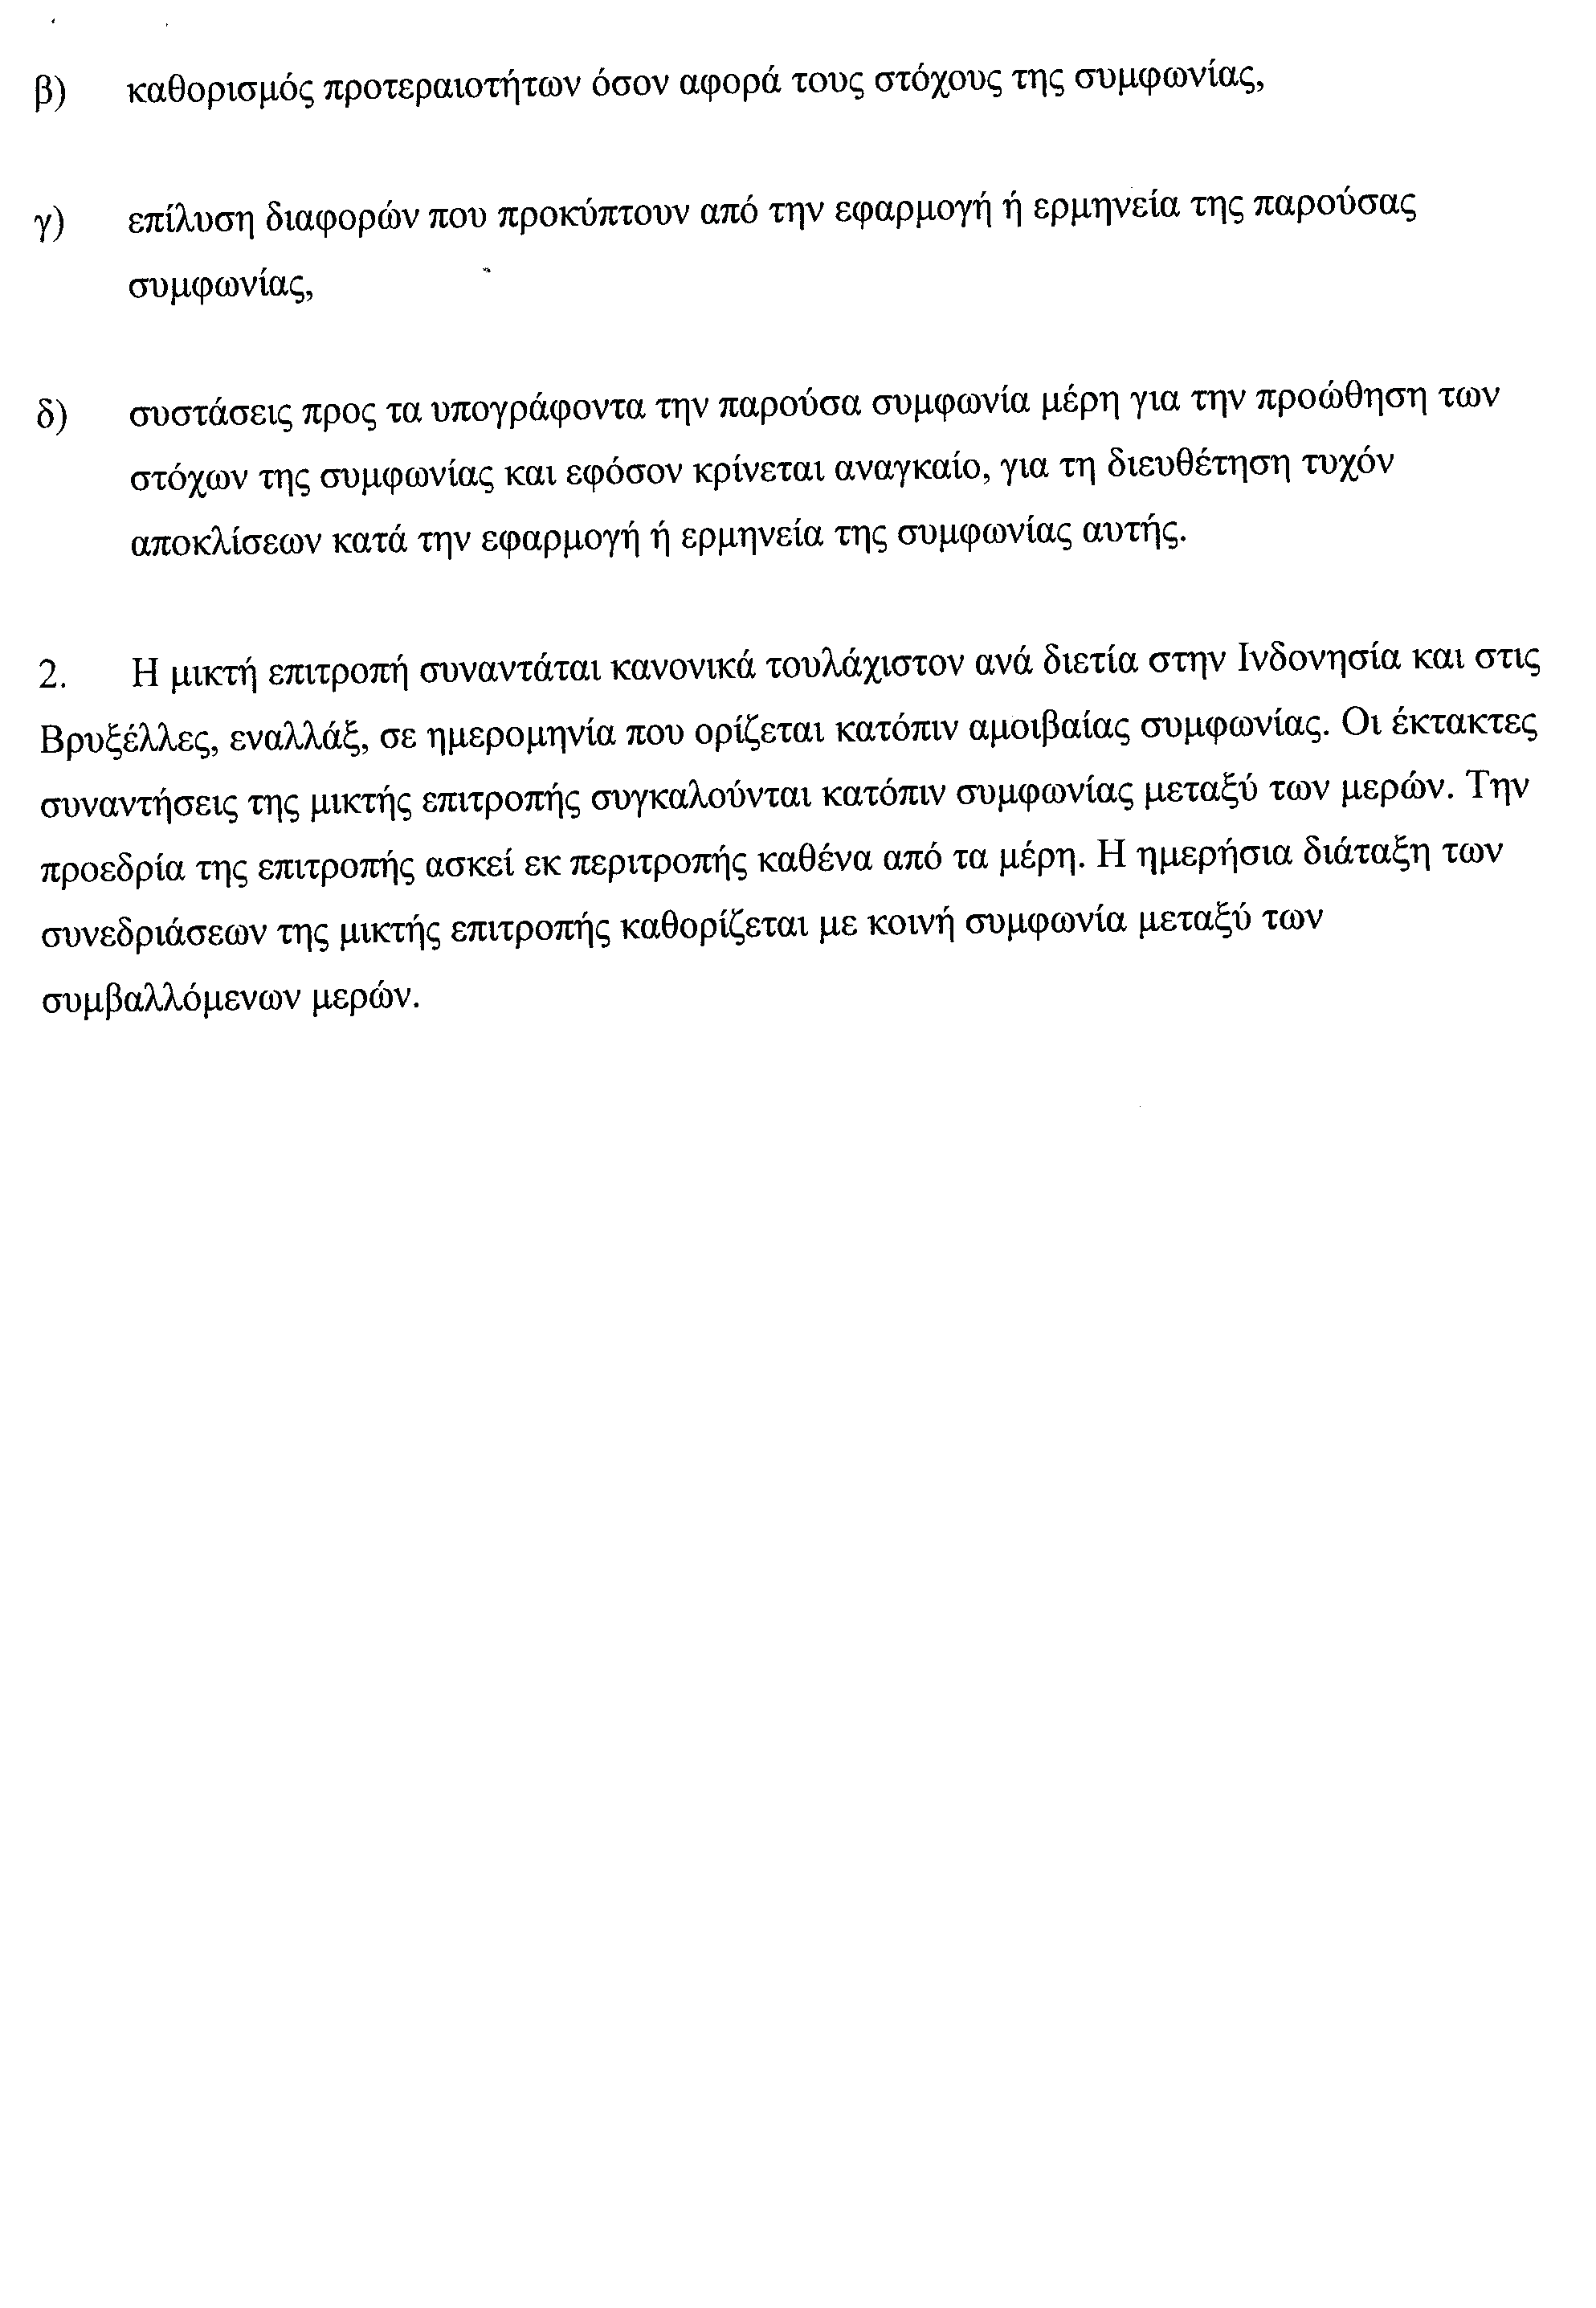 β) καθορισμός προτεραιοτήτων όσον αφορά τους στόχους της συμφωνίας,
γ) επίλυση διαφορών που προκύπτουν από την εφαρμογή ή ερμηνεία της παρούσας
συμφωνίας,
δ) συστάσεις προς τα υπογράφοντα την παρούσα συμφωνία μέρη για την προώθηση των
στόχων της συμφωνίας και εφόσον κρίνεται αναγκαίο, για τη διευθέτηση τυχόν
αποκλίσεων κατά την εφαρμογή ή ερμηνεία της συμφωνίας αυτής.
2. Η μικτή επιτροπή συναντάται κανονικά τουλάχιστον ανά διετία στην Ινδονησία και στις
Βρυξέλλες, εναλλάξ, σε ημερομηνία που ορίζεται κατόπιν αμοιβαίας συμφωνίας. Οι έκτακτες
συναντήσεις της μικτής επιτροπής συγκαλούνται κατόπιν συμφωνίας μεταξύ των μερών. Την
προεδρία της επιτροπής ασκεί εκ περιτροπής καθένα από τα μέρη. Η ημερήσια διάταξη των
συνεδριάσεων της μικτής επιτροπής καθορίζεται με κοινή συμφωνία μεταξύ των
συμβαλλόμενων μερών.